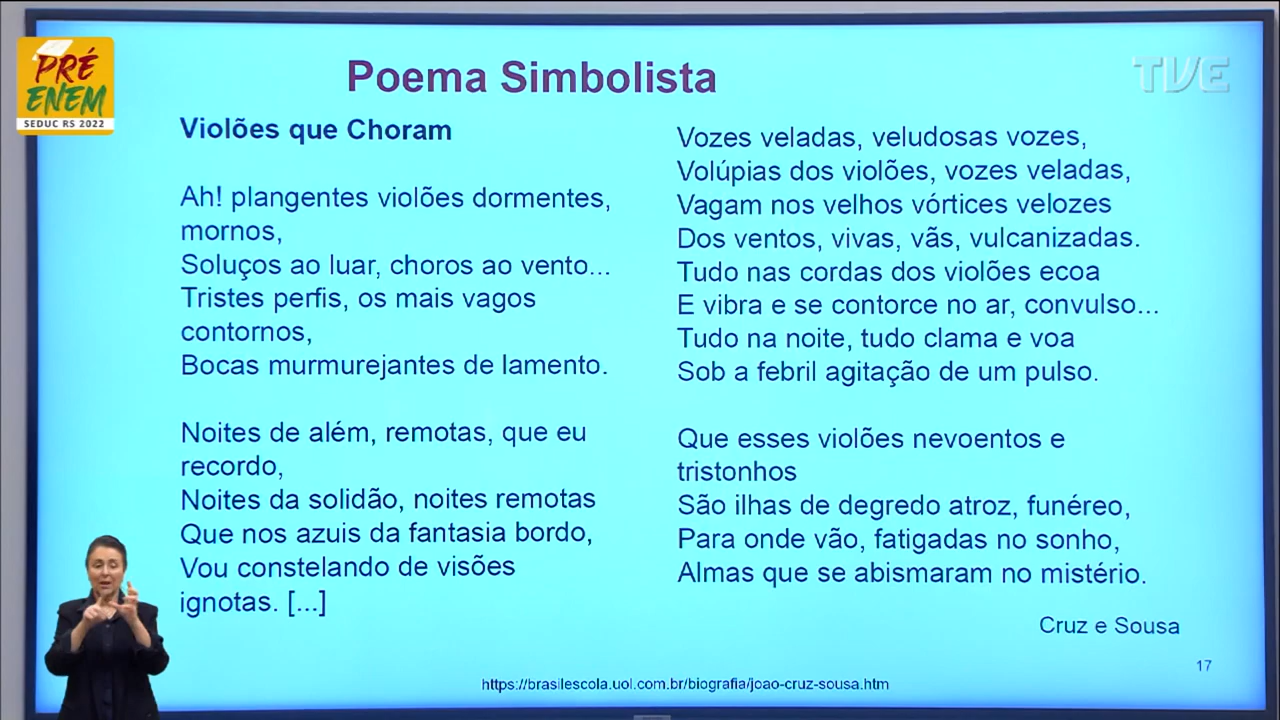 PRÉ
ENEM
SEDUC RS 2022
TVE
Poema Simbolista
Violões que Choram
Ah! plangentes violões dormentes,
mornos,
Soluços ao luar, choros ao vento...
Tristes perfis, os mais vagos
contornos,
Bocas murmurejantes de lamento.
Noites de além, remotas, que eu
recordo,
Noites da solidão, noites remotas
Que nos azuis da fantasia bordo,
Vou constelando de visões
ignotas. [...]
Vozes veladas, veludosas vozes,
Volúpias dos violões, vozes veladas,
Vagam nos velhos vórtices velozes
Dos ventos, vivas, vãs, vulcanizadas.
Tudo nas cordas dos violões ecoa
E vibra e se contorce no ar, convulso...
Tudo na noite, tudo clama e voa
Sob a febril agitação de um pulso.
Que esses violões nevoentos e
tristonhos
São ilhas de degredo atroz, funéreo,
Para onde vão, fatigadas no sonho,
Almas que se abismaram no mistério.
Cruz e Sousa
17
https://brasilescola.uol.com.br/biografia/joao-cruz-sousa.htm